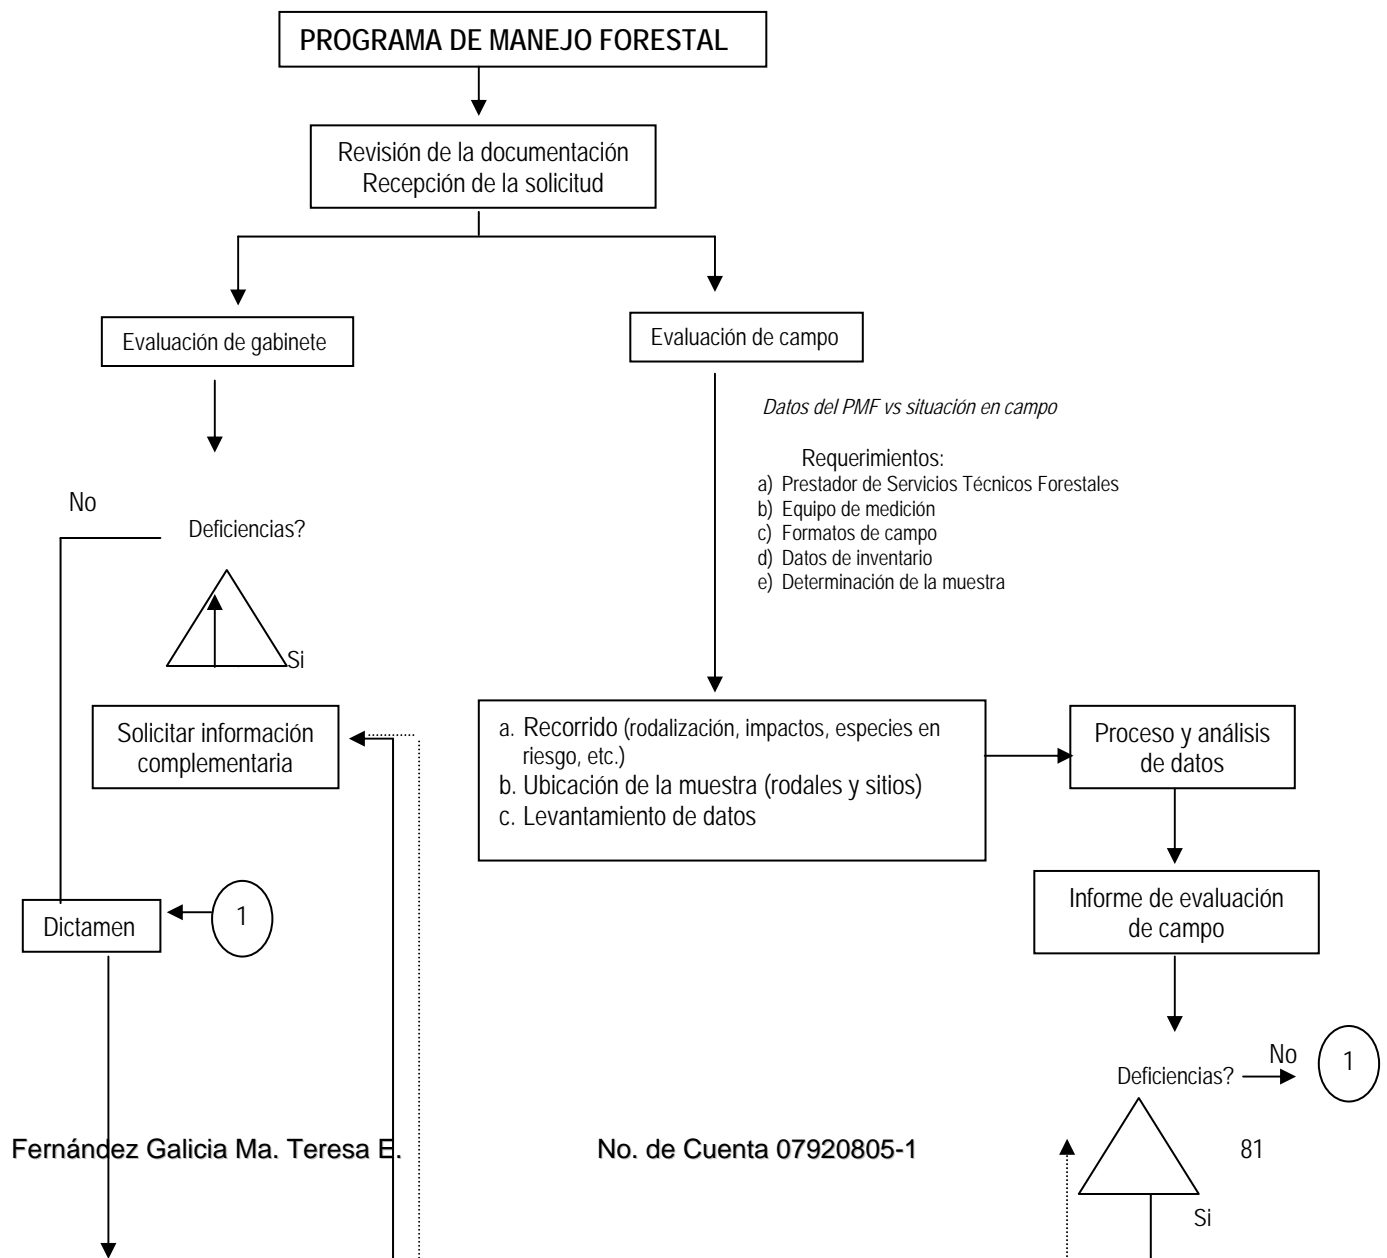 PROGRAMA DE MANEJO FORESTAL
Revisión de la documentación
Recepción de la solicitud
Evaluación de gabinete
Evaluación de campo
Datos del PMF vs situación en campo
Requerimientos:
a) Prestador de Servicios Técnicos Forestales
b) Equipo de medición
c) Formatos de campo
d) Datos de inventario
e) Determinación de la muestra
No
Deficiencias?
Si
Solicitar información
complementaria
a. Recorrido (rodalización, impactos, especies en
riesgo, etc.)
b. Ubicación de la muestra (rodales y sitios)
c. Levantamiento de datos
Proceso y análisis
de datos
Dictamen
1
Informe de evaluación
de campo
Deficiencias?
No
1
Si
Fernández Galicia Ma. Teresa E.
No. de Cuenta 07920805-1
81